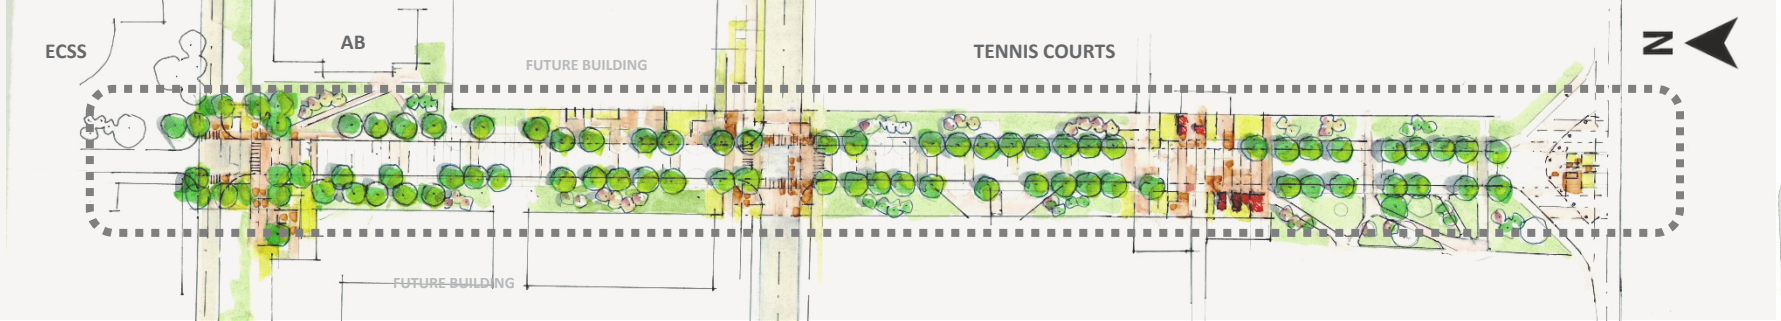 ECSS
AB
FUTURE BUILDING
TENNIS COURTS
N
FUTURE BUILDING